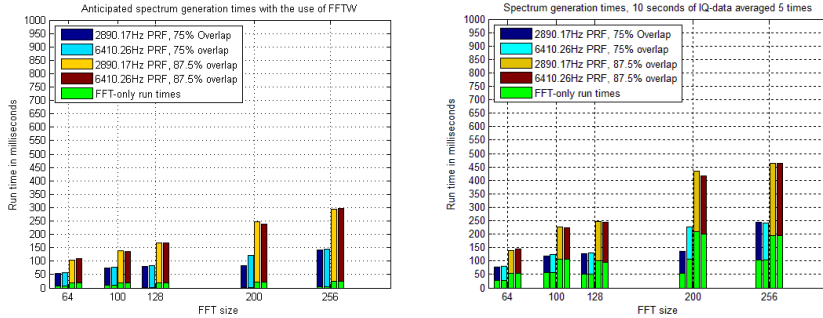 Anticipated spectrum generation times with the use of FFTW
1000
950
900
850
800
750
700
650
600
550
500
450
400
350
300
250
200
150
100
50
0
Run time in milliseconds
2890.17Hz PRF, 75% Overlap
6410.26Hz PRF, 75% overlap
2890.17Hz PRF, 87.5% overlap
6410.26Hz PRF, 87.5% overlap
FFT-only run times
64 100 128 200 256
FFT size
Spectrum generation times, 10 seconds of IQ-data averaged 5 times
1000
950
900
850
800
750
700
650
600
550
500
450
400
350
300
250
200
150
100
50
0
Run time in milliseconds
2890.17Hz PRF, 75% Overlap
6410.26Hz PRF, 75% overlap
2890.17Hz PRF, 87.5% overlap
6410.26Hz PRF, 87.5% overlap
FFT-only run times
64 100 128 200 256
FFT size